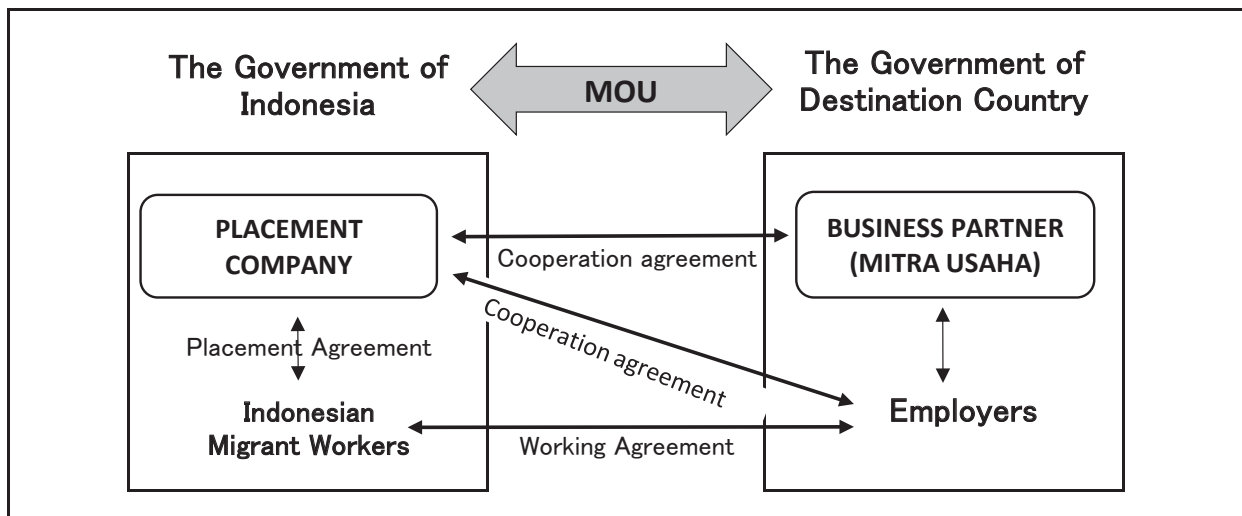 The Government of
Indonesia
MOU
The Government of
Destination Country
PLACEMENT
COMPANY
Cooperation agreement
BUSINESS PARTNER
(MITRA USAHA)
Placement Agreement
Cooperation agreement
Indonesian
Migrant Workers
Working Agreement
Employers